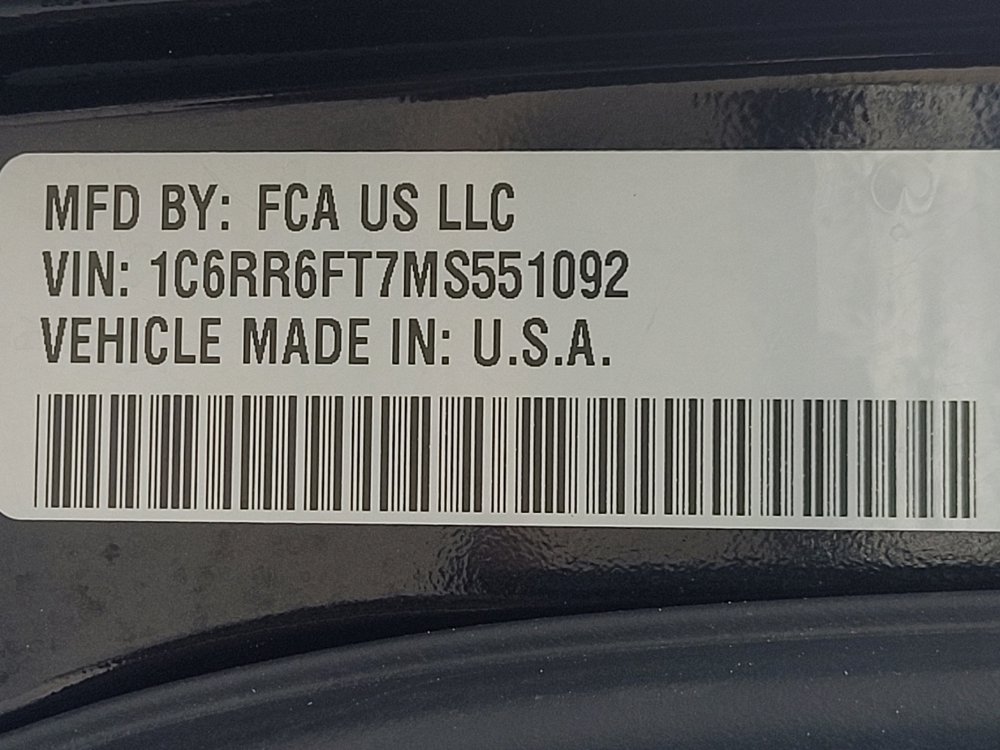 MFD BY: FCA US LLC
VIN: 1C6RR6FT7MS551092
VEHICLE MADE IN: U.S.A.